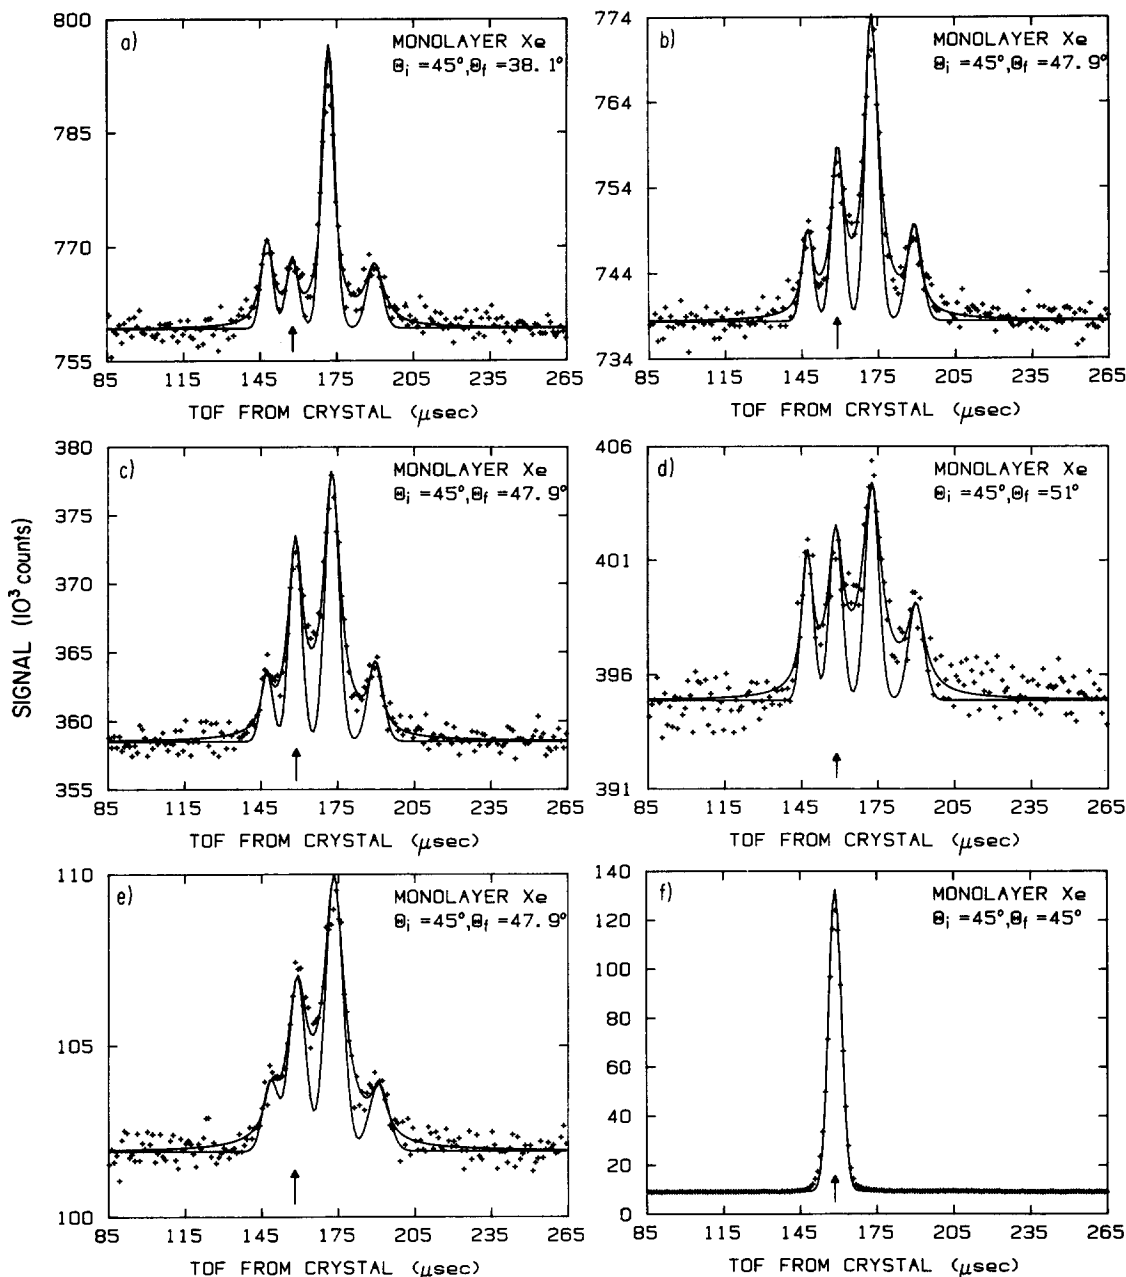 800
785
770
755
a)
MONOLAYER Xe
Θi =45°,Θf =38.1°
85 115 145 175 205 235 265
TOF FROM CRYSTAL (μsec)
774
764
754
744
734
b)
MONOLAYER Xe
Θi =45°,Θf =47.9°
85 115 145 175 205 235 265
TOF FROM CRYSTAL (μsec)
SIGNAL (10³ counts)
380
375
370
365
360
355
c)
MONOLAYER Xe
Θi =45°,Θf =47.9°
85 115 145 175 205 235 265
TOF FROM CRYSTAL (μsec)
406
401
396
391
d)
MONOLAYER Xe
Θi =45°,Θf =51°
85 115 145 175 205 235 265
TOF FROM CRYSTAL (μsec)
110
105
100
e)
MONOLAYER Xe
Θi =45°,Θf =47.9°
85 115 145 175 205 235 265
TOF FROM CRYSTAL (μsec)
140
120
100
80
60
40
20
0
f)
MONOLAYER Xe
Θi =45°,Θf =45°
85 115 145 175 205 235 265
TOF FROM CRYSTAL (μsec)